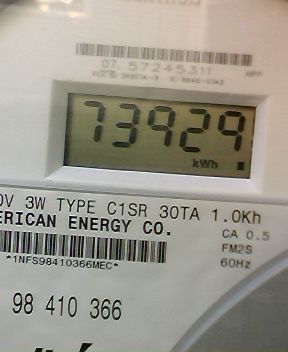 07 57245311
73929
kWh
0V 3W TYPE C1SR 30TA 1.0Kh
ERICAN ENERGY CO.
CA 0.5
FM2S
60Hz
*1NFS98410366MEC*
98 410 366